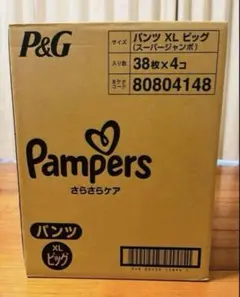 P&G
サイズ
パンツ XL ビッグ
(スーパージャンボ)
入り数
38枚×4コ
80804148
Pampers
さらさらケア
パンツ
XL
ビッグ